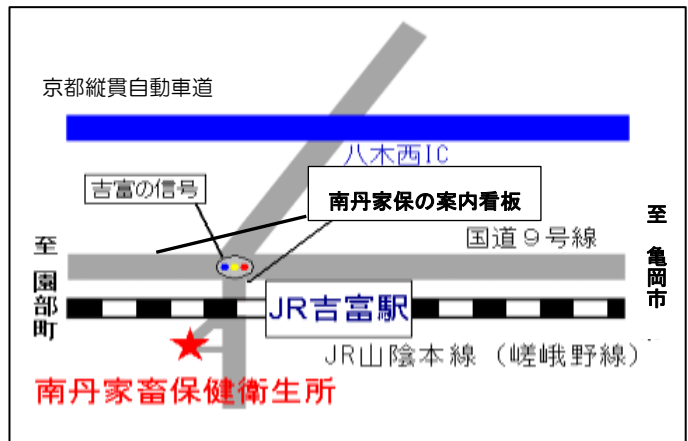 京都縦貫自動車道
八木西IC
吉富の信号
南丹家保の案内看板
国道9号線
至 園部町
至 亀岡市
JR吉富駅
JR山陰本線（嵯峨野線）
南丹家畜保健衛生所